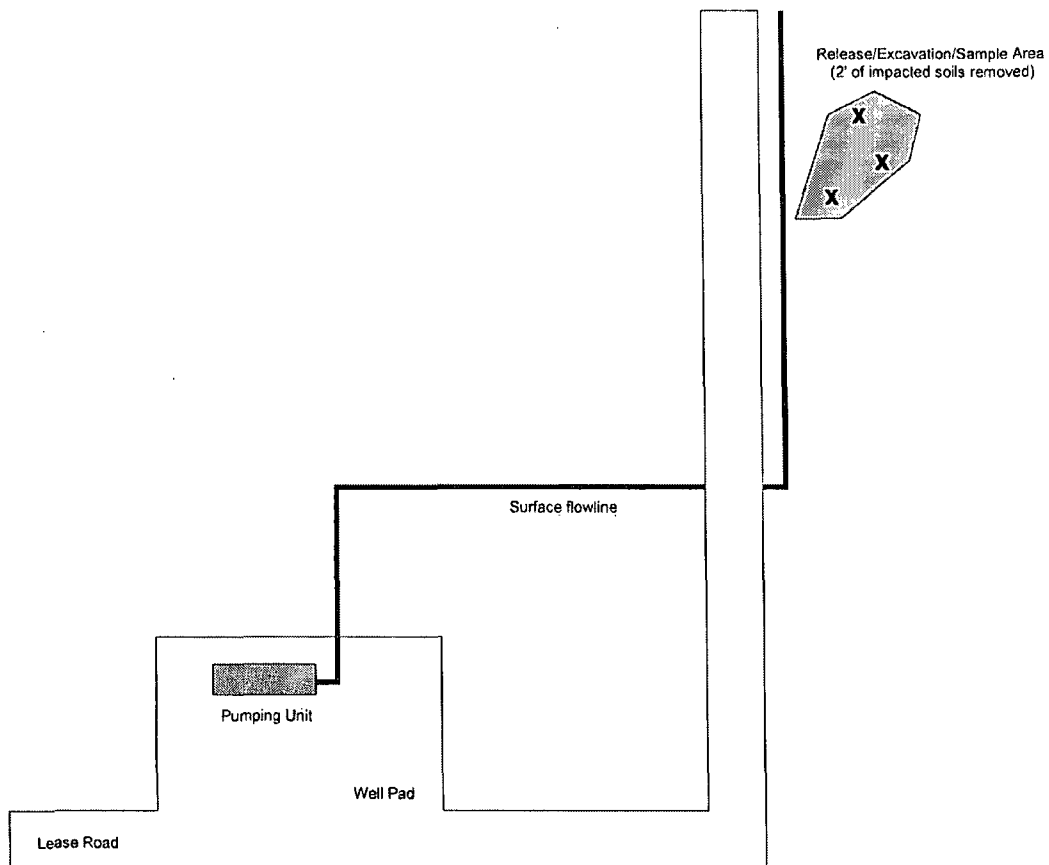 Release/Excavation/Sample Area
(2' of impacted soils removed)
X
X
X
Surface flowline
Pumping Unit
Well Pad
Lease Road